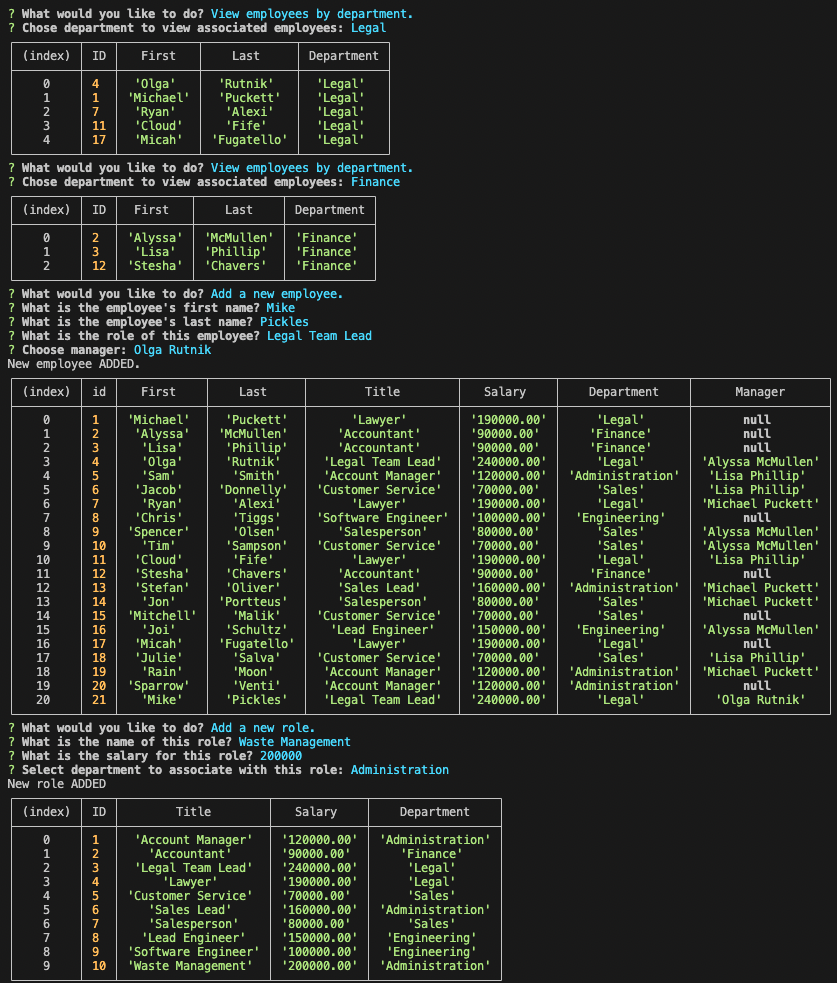 ? What would you like to do? View employees by department.
? Chose department to view associated employees: Legal
(index) ID First Last Department
0 4 'Olga' 'Rutnik' 'Legal'
1 1 'Michael' 'Puckett' 'Legal'
2 7 'Ryan' 'Alexi' 'Legal'
3 11 'Cloud' 'Fife' 'Legal'
4 17 'Micah' 'Fugatello' 'Legal'
? What would you like to do? View employees by department.
? Chose department to view associated employees: Finance
(index) ID First Last Department
0 2 'Alyssa' 'McMullen' 'Finance'
1 3 'Lisa' 'Phillip' 'Finance'
2 12 'Stesha' 'Chavers' 'Finance'
? What would you like to do? Add a new employee.
? What is the employee's first name? Mike
? What is the employee's last name? Pickles
? What is the role of this employee? Legal Team Lead
? Choose manager: Olga Rutnik
New employee ADDED.
(index) id First Last Title Salary Department Manager
0 1 'Michael' 'Puckett' 'Lawyer' '190000.00' 'Legal' null
1 2 'Alyssa' 'McMullen' 'Accountant' '90000.00' 'Finance' null
2 3 'Lisa' 'Phillip' 'Accountant' '90000.00' 'Finance' null
3 4 'Olga' 'Rutnik' 'Legal Team Lead' '240000.00' 'Legal' 'Alyssa McMullen'
4 5 'Sam' 'Smith' 'Account Manager' '120000.00' 'Administration' 'Lisa Phillip'
5 6 'Jacob' 'Donnelly' 'Customer Service' '70000.00' 'Sales' 'Lisa Phillip'
6 7 'Ryan' 'Alexi' 'Lawyer' '190000.00' 'Legal' 'Michael Puckett'
7 8 'Chris' 'Tiggs' 'Software Engineer' '100000.00' 'Engineering' null
8 9 'Spencer' 'Olsen' 'Salesperson' '80000.00' 'Sales' 'Alyssa McMullen'
9 10 'Tim' 'Sampson' 'Customer Service' '70000.00' 'Sales' 'Alyssa McMullen'
10 11 'Cloud' 'Fife' 'Lawyer' '190000.00' 'Legal' 'Lisa Phillip'
11 12 'Stesha' 'Chavers' 'Accountant' '90000.00' 'Finance' null
12 13 'Stefan' 'Oliver' 'Sales Lead' '160000.00' 'Administration' 'Michael Puckett'
13 14 'Jon' 'Portteus' 'Salesperson' '80000.00' 'Sales' 'Michael Puckett'
14 15 'Mitchell' 'Malik' 'Customer Service' '70000.00' 'Sales' null
15 16 'Joi' 'Schultz' 'Lead Engineer' '150000.00' 'Engineering' 'Alyssa McMullen'
16 17 'Micah' 'Fugatello' 'Lawyer' '190000.00' 'Legal' null
17 18 'Julie' 'Salva' 'Customer Service' '70000.00' 'Sales' 'Lisa Phillip'
18 19 'Rain' 'Moon' 'Account Manager' '120000.00' 'Administration' 'Michael Puckett'
19 20 'Sparrow' 'Venti' 'Account Manager' '120000.00' 'Administration' null
20 21 'Mike' 'Pickles' 'Legal Team Lead' '240000.00' 'Legal' 'Olga Rutnik'
? What would you like to do? Add a new role.
? What is the name of this role? Waste Management
? What is the salary for this role? 200000
? Select department to associate with this role: Administration
New role ADDED
(index) ID Title Salary Department
0 1 'Account Manager' '120000.00' 'Administration'
1 2 'Accountant' '90000.00' 'Finance'
2 3 'Legal Team Lead' '240000.00' 'Legal'
3 4 'Lawyer' '190000.00' 'Legal'
4 5 'Customer Service' '70000.00' 'Sales'
5 6 'Sales Lead' '160000.00' 'Administration'
6 7 'Salesperson' '80000.00' 'Sales'
7 8 'Lead Engineer' '150000.00' 'Engineering'
8 9 'Software Engineer' '100000.00' 'Engineering'
9 10 'Waste Management' '200000.00' 'Administration'